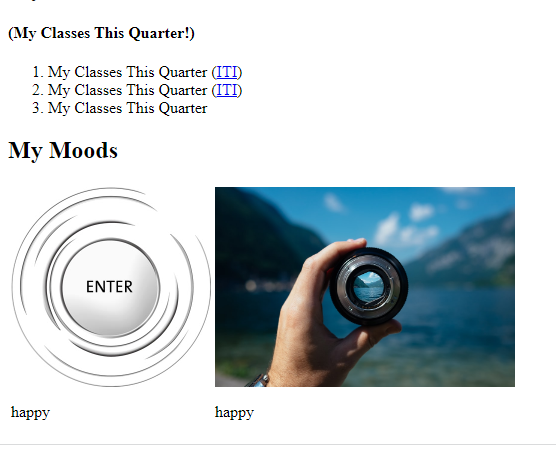 (My Classes This Quarter!)
1. My Classes This Quarter (ITI)
2. My Classes This Quarter (ITI)
3. My Classes This Quarter
My Moods
ENTER
happy happy